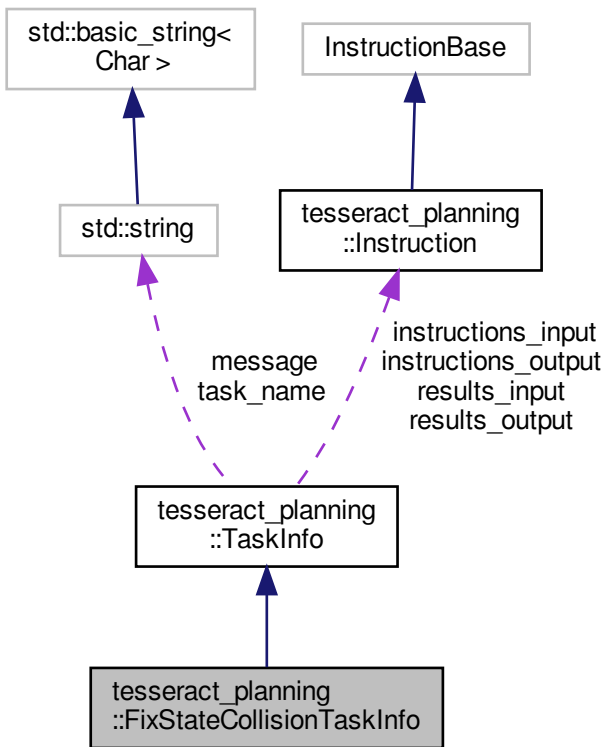 std::basic_string<
Char >
InstructionBase
std::string
tesseract_planning
::Instruction
message
task_name
instructions_input
instructions_output
results_input
results_output
tesseract_planning
::TaskInfo
tesseract_planning
::FixStateCollisionTaskInfo